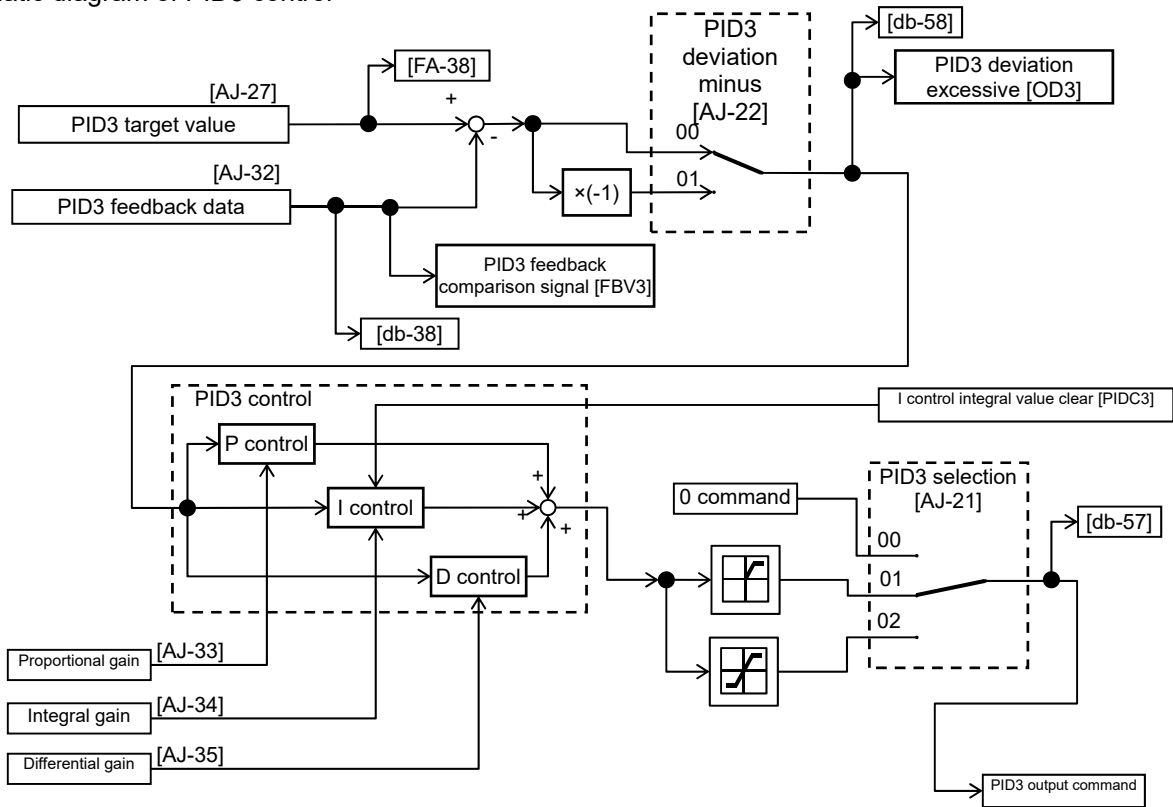 [db-58]
PID3
deviation
minus
[AJ-22]
[FA-38]
PID3 deviation
excessive [OD3]
[AJ-27]
+
PID3 target value
-
00
[AJ-32]
01
×(-1)
PID3 feedback data
PID3 feedback
comparison signal [FBV3]
[db-38]
PID3 control
I control integral value clear [PIDC3]
P control
+
PID3 selection
[AJ-21]
0 command
I control
+
+
[db-57]
00
D control
01
02
Proportional gain
[AJ-33]
Integral gain
[AJ-34]
Differential gain
[AJ-35]
PID3 output command